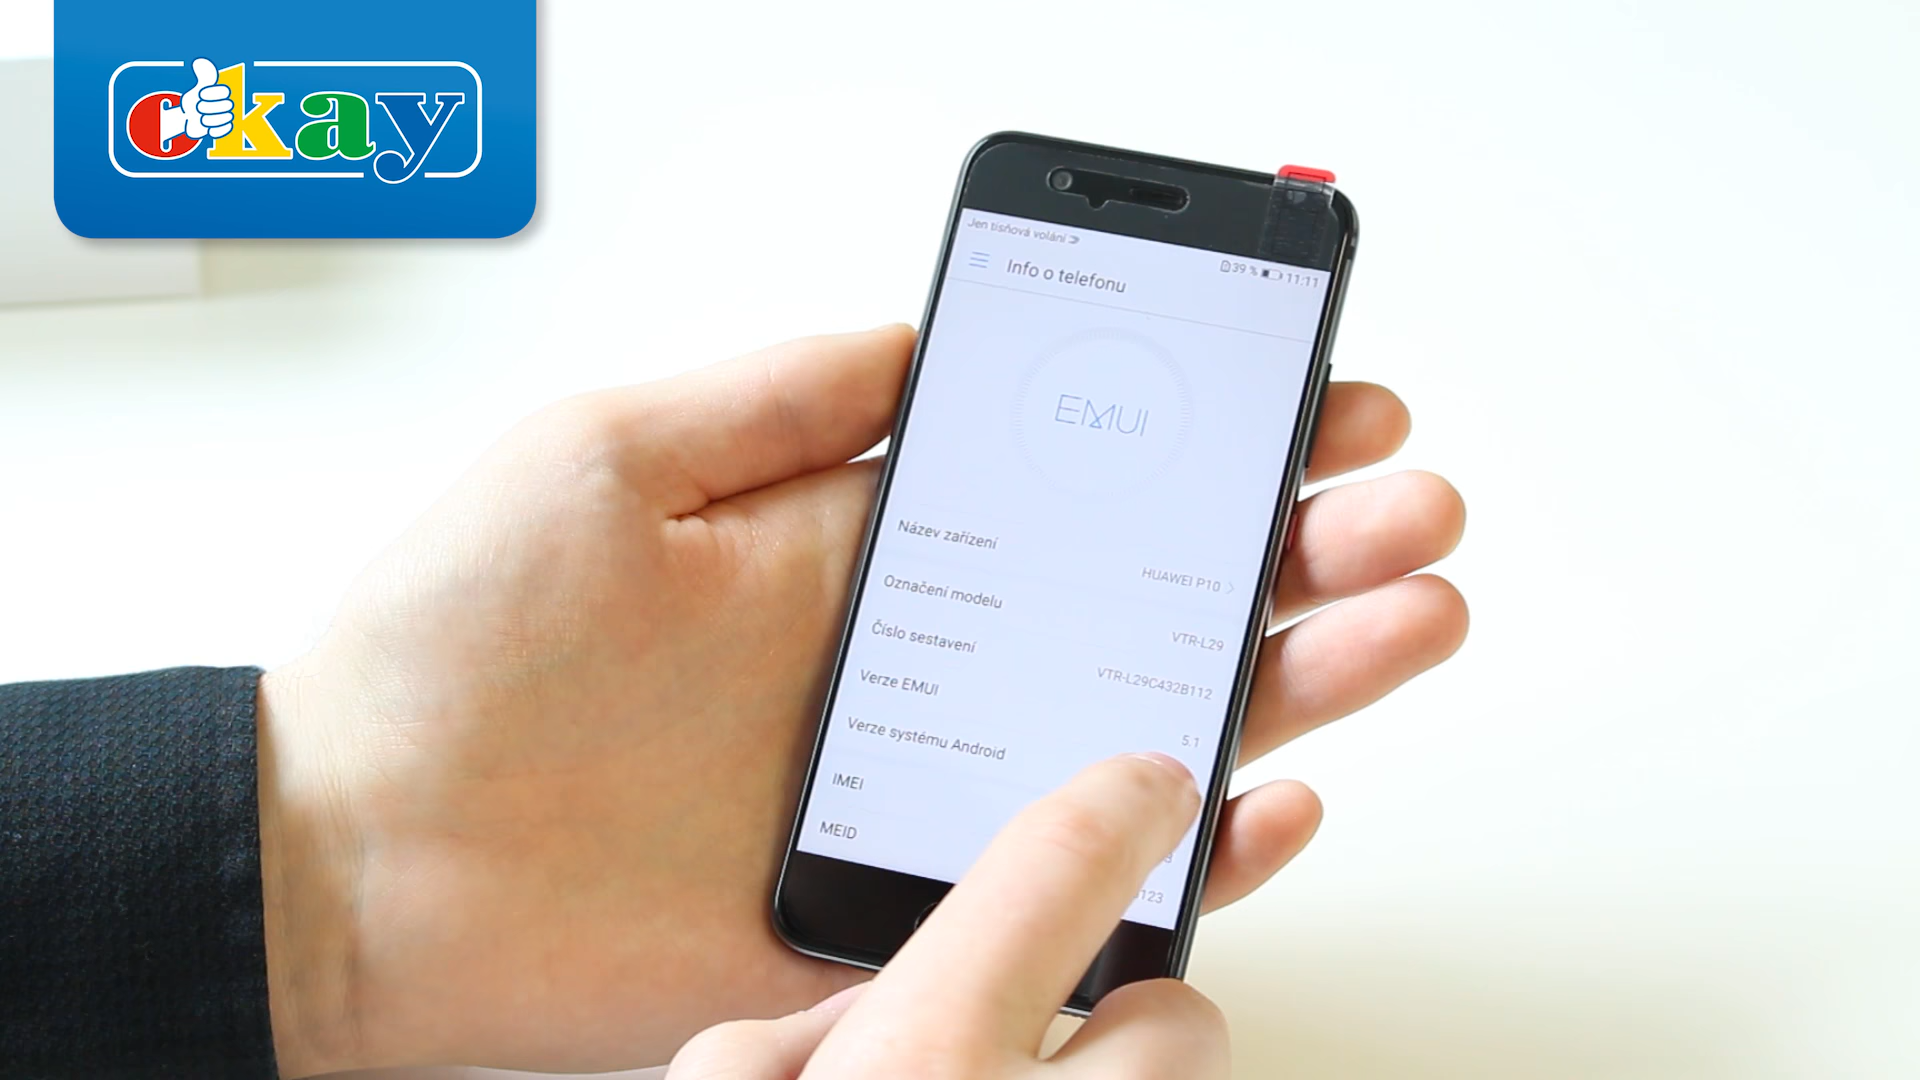 okay
Jen tísňová volání
39 % 11:11
Info o telefonu
EMUI
Název zařízení
HUAWEI P10
Označení modelu
VTR-L29
Číslo sestavení
VTR-L29C432B112
Verze EMUI
5.1
Verze systému Android
IMEI
MEID
123